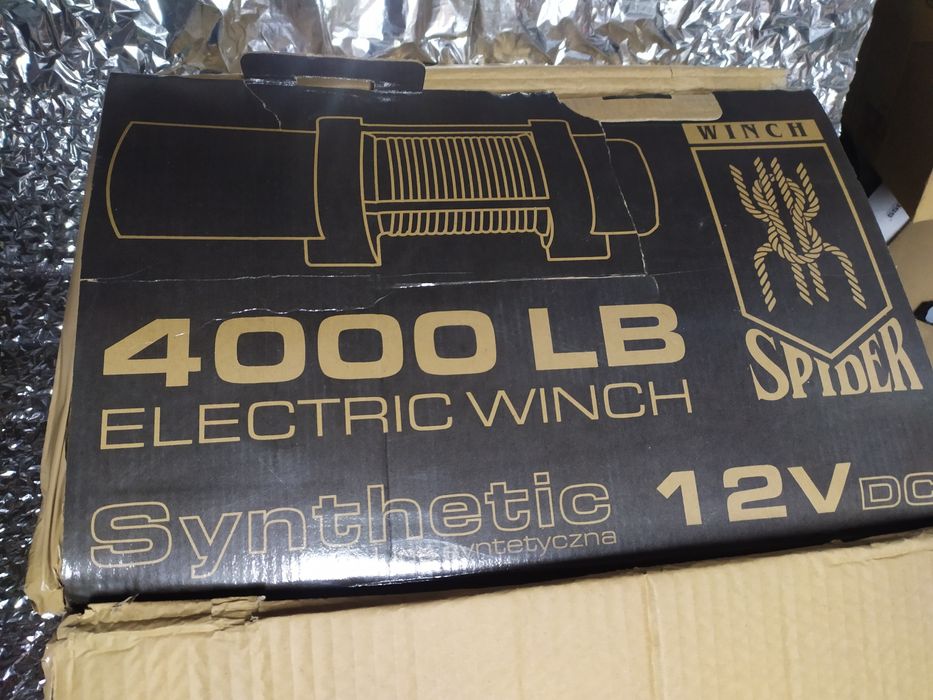 WINCH
SPIDER
4000 LB
ELECTRIC WINCH
Synthetic
12V DC